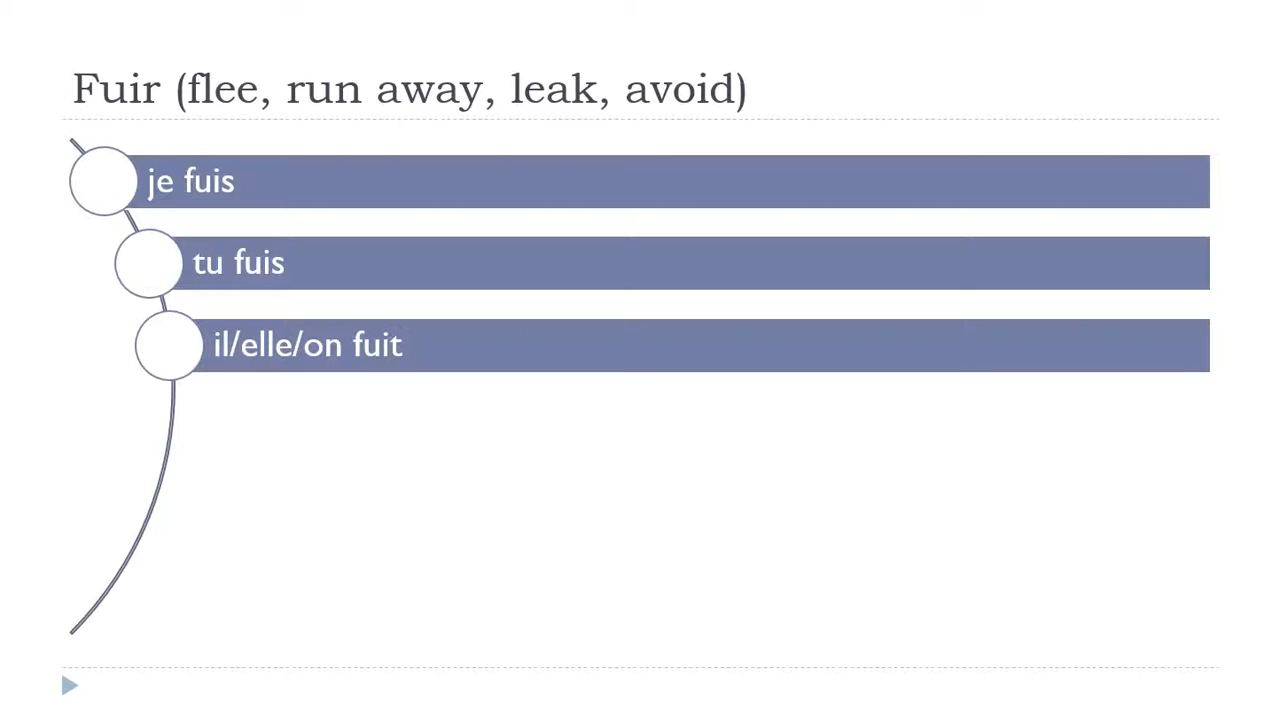 Fuir (flee, run away, leak, avoid)
je fuis
tu fuis
il/elle/on fuit